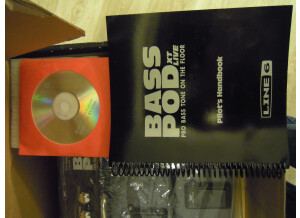 BASS
POD XT
LIVE
PRO BASS TONE ON THE FLOOR
Pilot's Handbook
LINE 6